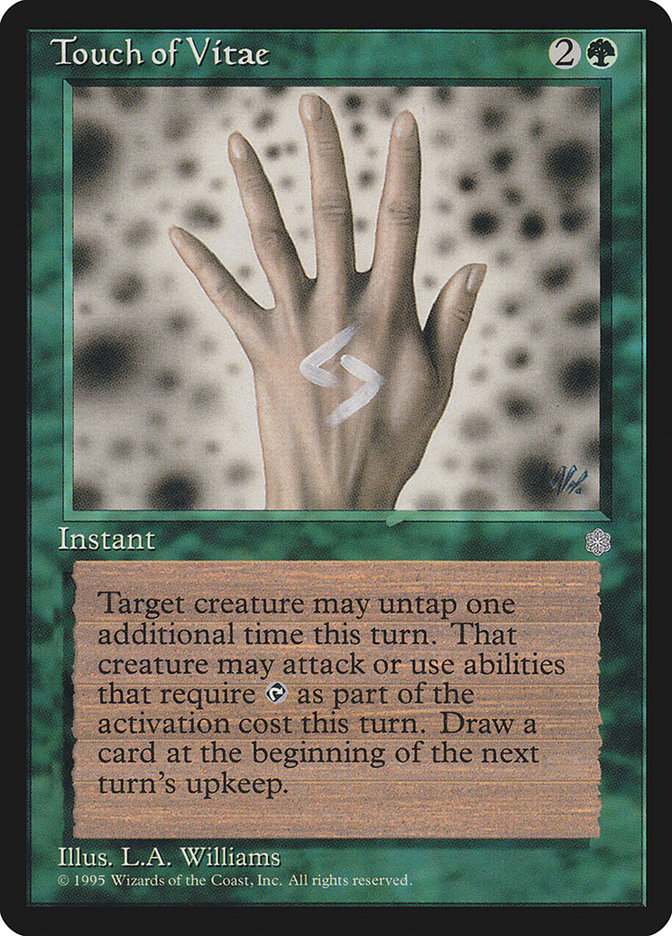 Touch of Vitae 2
Instant
Target creature may untap one
additional time this turn. That
creature may attack or use abilities
that require as part of the
activation cost this turn. Draw a
card at the beginning of the next
turn's upkeep.
Illus. L.A. Williams
© 1995 Wizards of the Coast, Inc. All rights reserved.